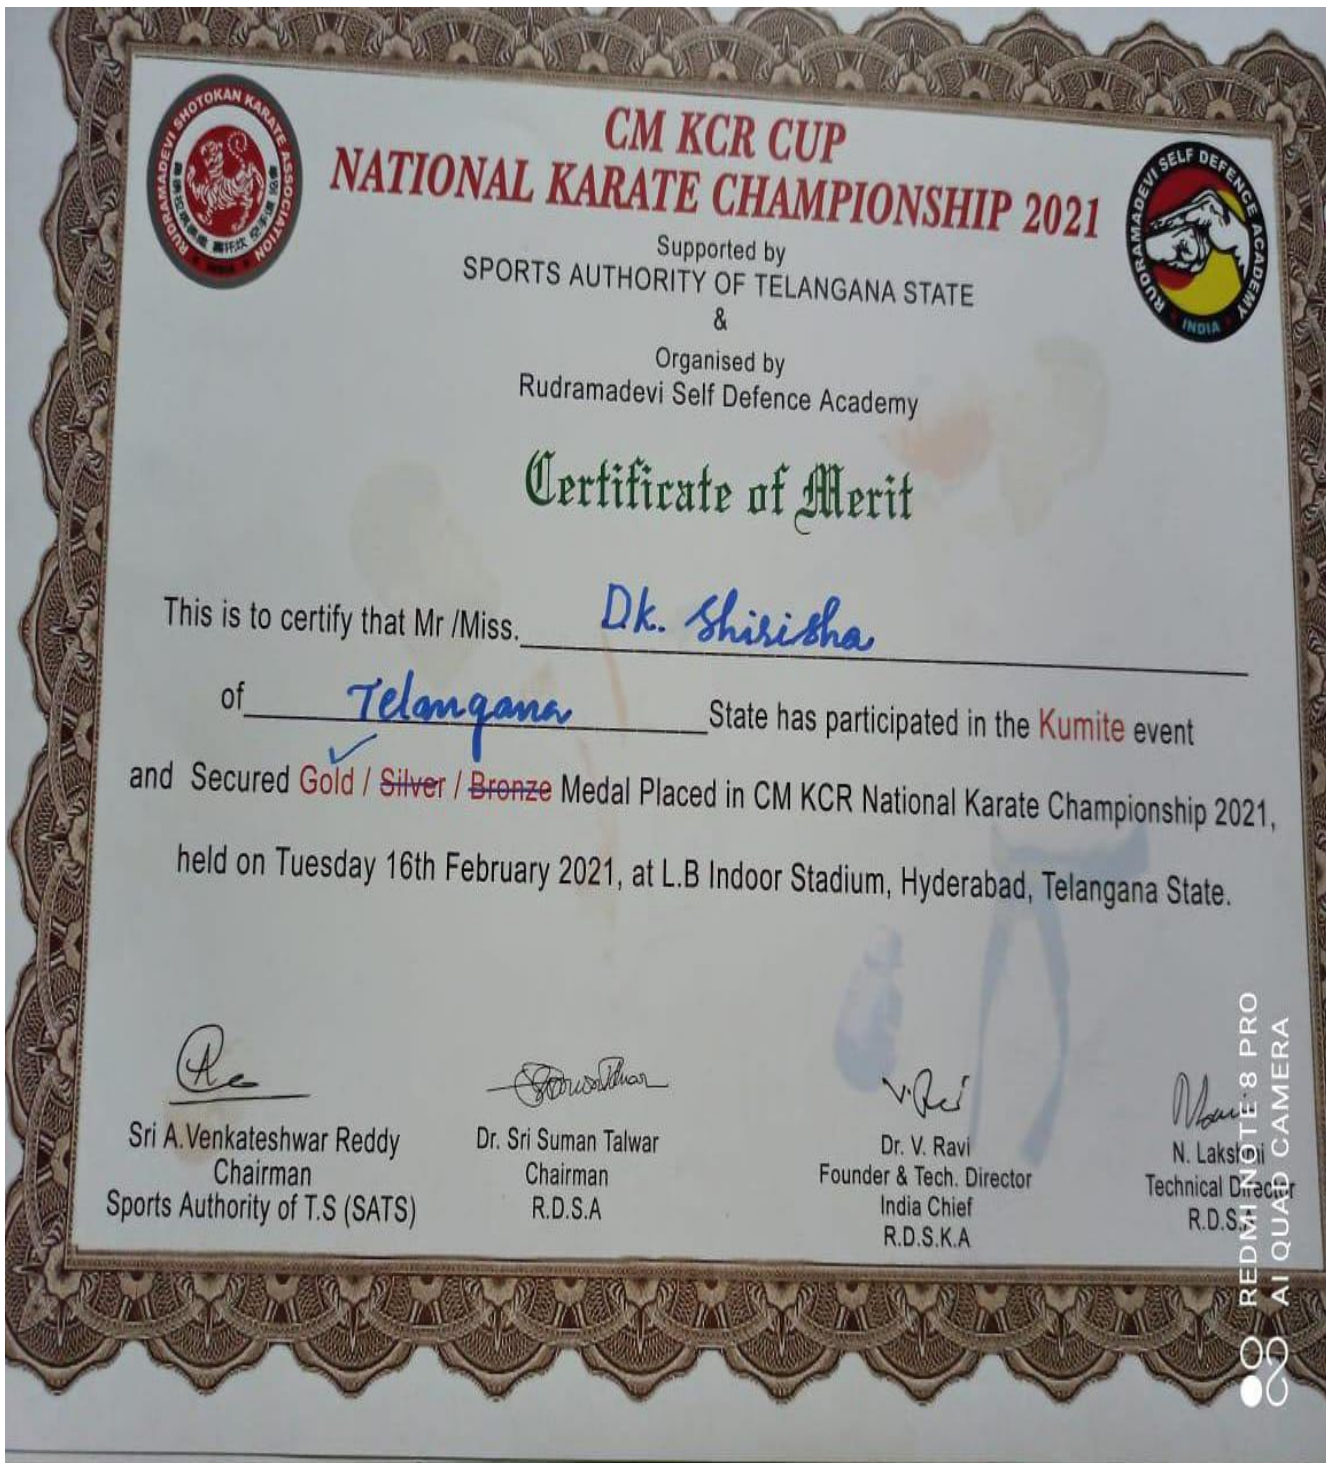 RUDRAMADEVI SHOTOKAN KARATE ASSOCIATION
INDIA
CM KCR CUP
NATIONAL KARATE CHAMPIONSHIP 2021
RUDRAMADEVI SELF DEFENCE ACADEMY
INDIA
Supported by
SPORTS AUTHORITY OF TELANGANA STATE
&
Organised by
Rudramadevi Self Defence Academy
Certificate of Merit
This is to certify that Mr /Miss. Dk. Shirisha
of Telangana State has participated in the Kumite event
and Secured Gold / Silver / Bronze Medal Placed in CM KCR National Karate Championship 2021,
held on Tuesday 16th February 2021, at L.B Indoor Stadium, Hyderabad, Telangana State.
Sri A.Venkateshwar Reddy
Chairman
Sports Authority of T.S (SATS)
Dr. Sri Suman Talwar
Chairman
R.D.S.A
V. Ravi
Dr. V. Ravi
Founder & Tech. Director
India Chief
R.D.S.K.A
N. Lakshmi
Technical Director
R.D.S.A
REDMI NOTE 8 PRO
AI QUAD CAMERA